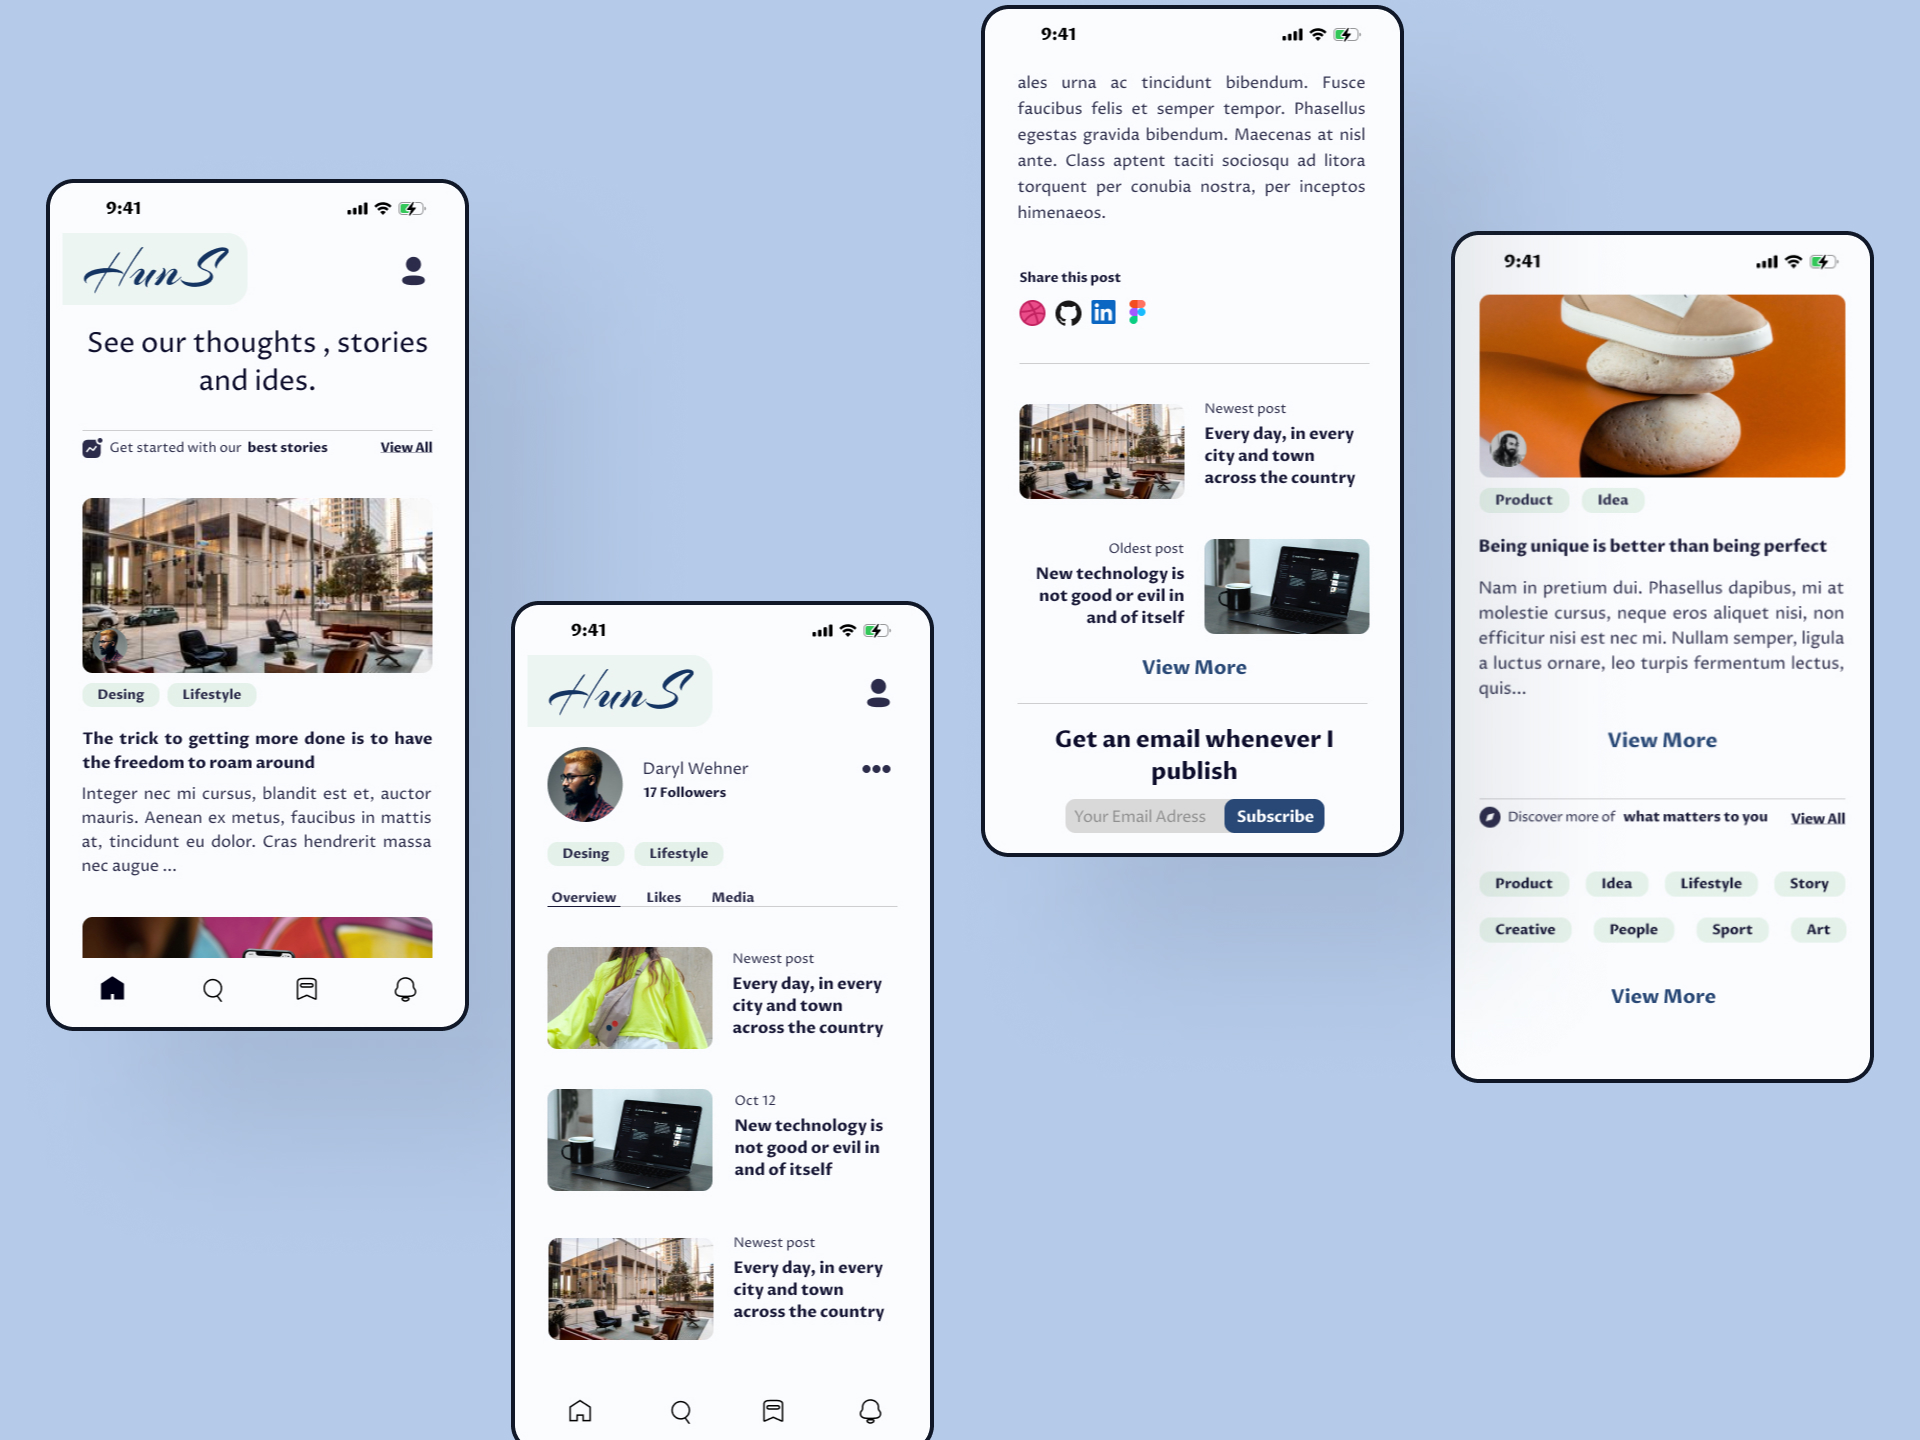 9:41
HunS
See our thoughts , stories
and ides.
Get started with our best stories View All
Desing Lifestyle
The trick to getting more done is to have
the freedom to roam around
Integer nec mi cursus, blandit est et, auctor
mauris. Aenean ex metus, faucibus in mattis
at, tincidunt eu dolor. Cras hendrerit massa
nec augue ...
9:41
HunS
Daryl Wehner
17 Followers
Desing Lifestyle
Overview Likes Media
Newest post
Every day, in every
city and town
across the country
Oct 12
New technology is
not good or evil in
and of itself
Newest post
Every day, in every
city and town
across the country
9:41
ales urna ac tincidunt bibendum. Fusce
faucibus felis et semper tempor. Phasellus
egestas gravida bibendum. Maecenas at nisl
ante. Class aptent taciti sociosqu ad litora
torquent per conubia nostra, per inceptos
himenaeos.
Share this post
in
Newest post
Every day, in every
city and town
across the country
Oldest post
New technology is
not good or evil in
and of itself
View More
Get an email whenever I
publish
Your Email Adress Subscribe
9:41
Product Idea
Being unique is better than being perfect
Nam in pretium dui. Phasellus dapibus, mi at
molestie cursus, neque eros aliquet nisi, non
efficitur nisi est nec mi. Nullam semper, ligula
a luctus ornare, leo turpis fermentum lectus,
quis...
View More
Discover more of what matters to you View All
Product Idea Lifestyle Story
Creative People Sport Art
View More